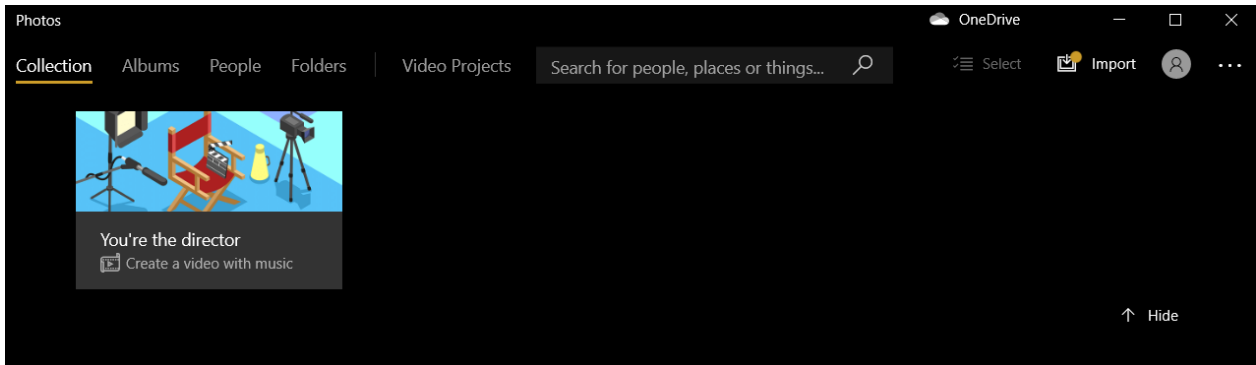 Photos OneDrive
Collection Albums People Folders Video Projects Search for people, places or things... Select Import
You're the director
Create a video with music
Hide